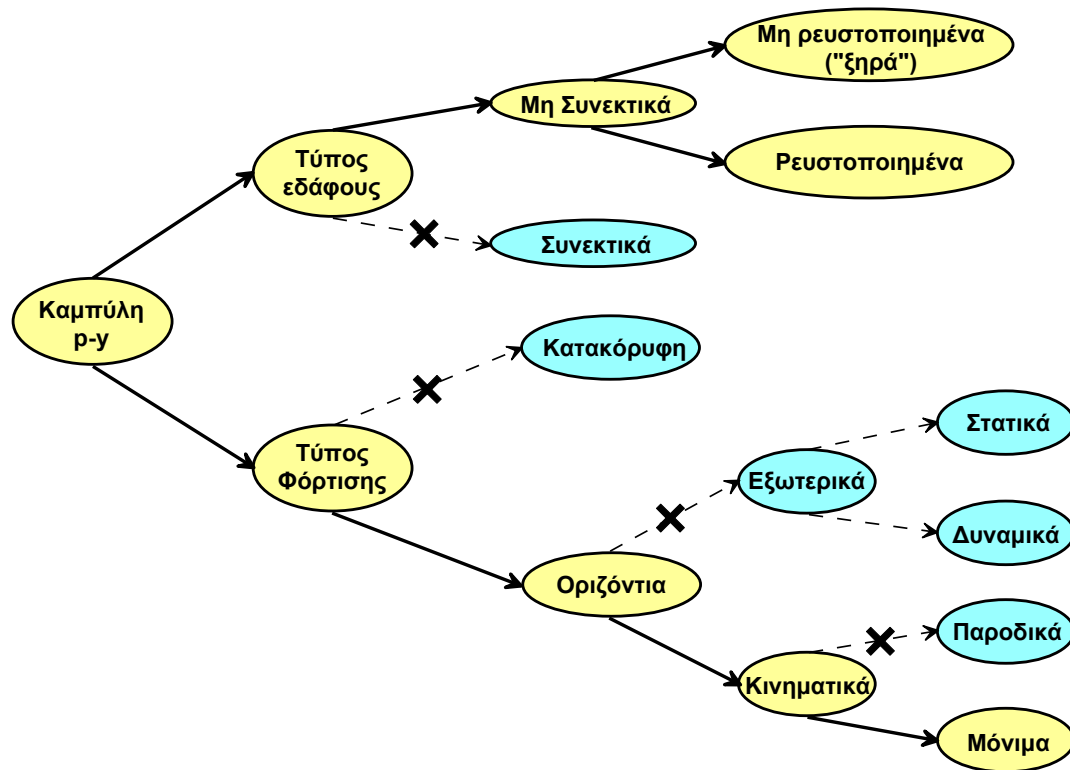 Μη ρευστοποιημένα
("ξηρά")
Μη Συνεκτικά
Τύπος
εδάφους
Ρευστοποιημένα
Συνεκτικά
Καμπύλη
p-y
Κατακόρυφη
Τύπος
Φόρτισης
Στατικά
Εξωτερικά
Δυναμικά
Οριζόντια
Παροδικά
Κινηματικά
Μόνιμα